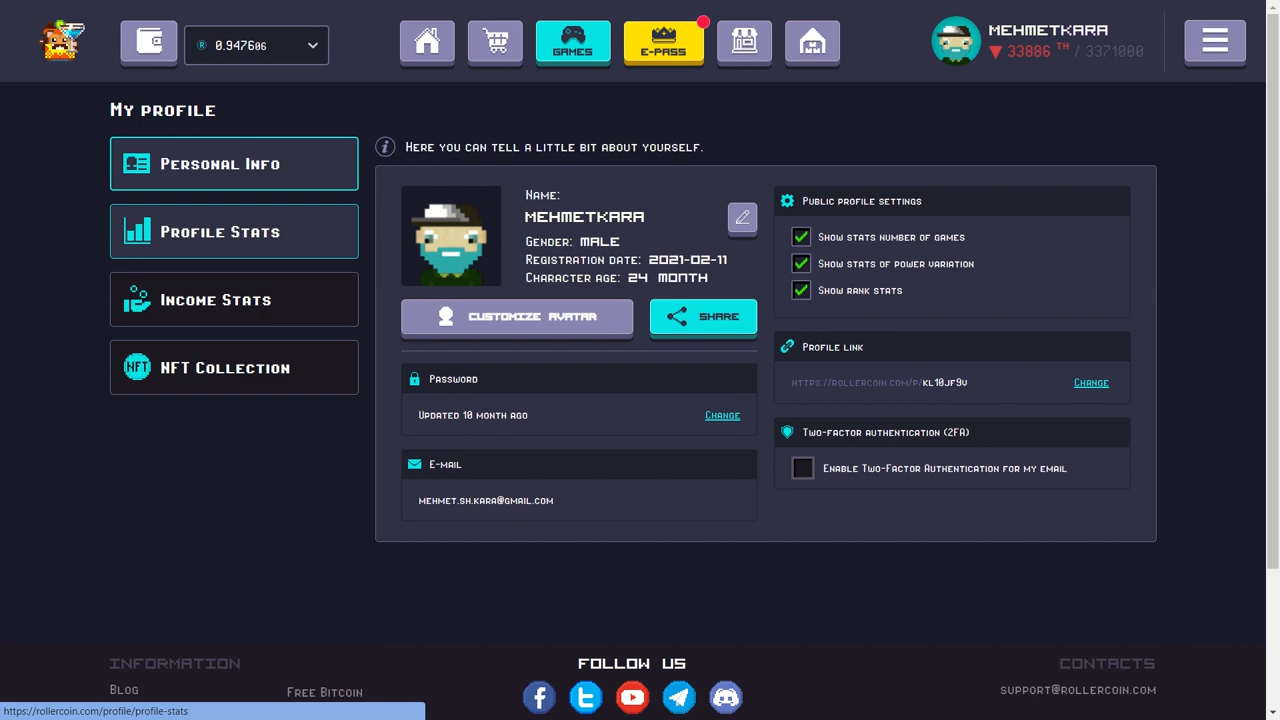 0.947606
GAMES
E-PASS
MEHMETKARA
33886 TH / 3371000
MY PROFILE
PERSONAL INFO
PROFILE STATS
INCOME STATS
NFT
NFT COLLECTION
HERE YOU CAN TELL A LITTLE BIT ABOUT YOURSELF.
NAME:
MEHMETKARA
GENDER: MALE
REGISTRATION DATE: 2021-02-11
CHARACTER AGE: 24 MONTH
CUSTOMIZE AVATAR
SHARE
PASSWORD
UPDATED 10 MONTH AGO
CHANGE
E-MAIL
MEHMET.SH.KARA@GMAIL.COM
PUBLIC PROFILE SETTINGS
SHOW STATS NUMBER OF GAMES
SHOW STATS OF POWER VARIATION
SHOW RANK STATS
PROFILE LINK
HTTPS://ROLLERCOIN.COM/P/KL10JF9V
CHANGE
TWO-FACTOR AUTHENTICATION (2FA)
ENABLE TWO-FACTOR AUTHENTICATION FOR MY EMAIL
INFORMATION
BLOG
FREE BITCOIN
FOLLOW US
CONTACTS
SUPPORT@ROLLERCOIN.COM
https://rollercoin.com/profile/profile-stats